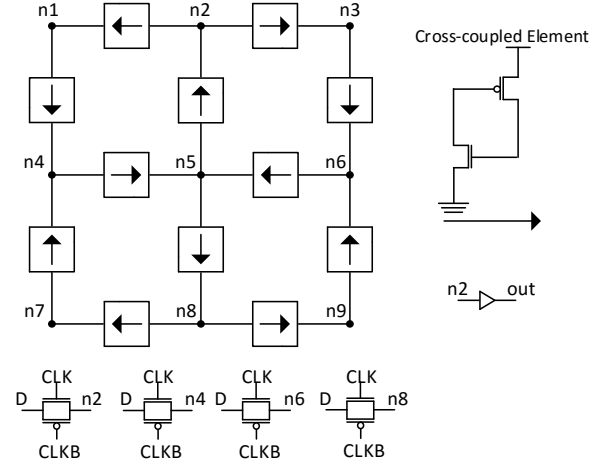 n1 n2 n3
Cross-coupled Element
n4 n5 n6
n2 out
n7 n8 n9
CLK CLK CLK CLK
D n2 D n4 D n6 D n8
CLKB CLKB CLKB CLKB